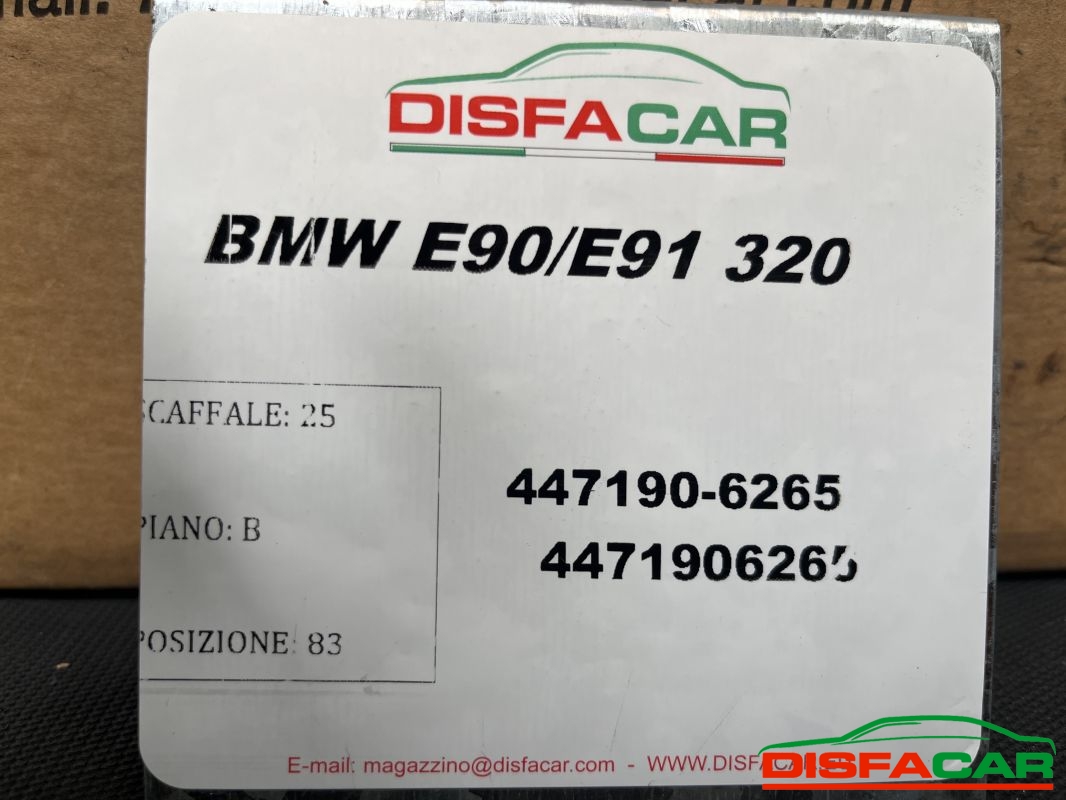 DISFACAR
BMW E90/E91 320
SCAFFALE: 25
PIANO: B
POSIZIONE: 83
447190-6265
4471906265
E-mail: magazzino@disfacar.com - WWW.DISFACAR
DISFACAR